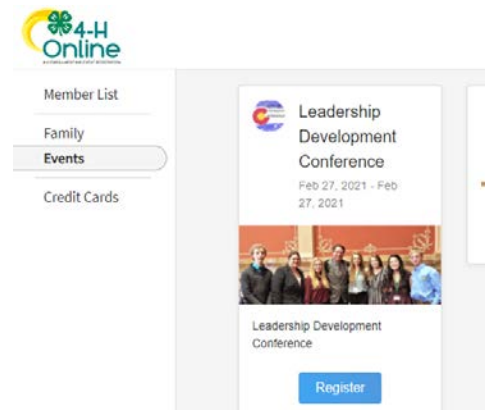 4-H
Online
Member List
Family
Events
Credit Cards
Leadership
Development
Conference
Feb 27, 2021 - Feb
27, 2021
Leadership Development
Conference
Register